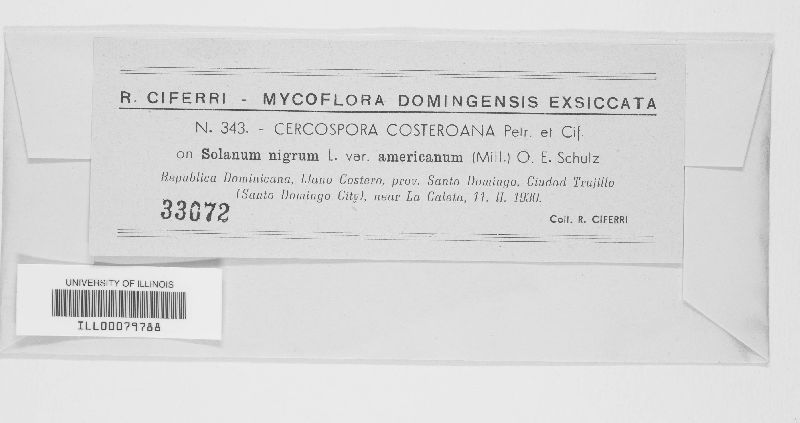 R. CIFERRI - MYCOFLORA DOMINGENSIS EXSICCATA
N. 343. - CERCOSPORA COSTEROANA Petr. et Cif.
on Solanum nigrum L. var. americanum (Mill.) O. E. Schulz
Republica Dominicana, Llano Costero, prov. Santo Domingo, Ciudad Trujillo
(Santo Domingo City), near La Caleta, 11. II. 1930.
33072
Coll. R. CIFERRI
UNIVERSITY OF ILLINOIS
ILL00079788